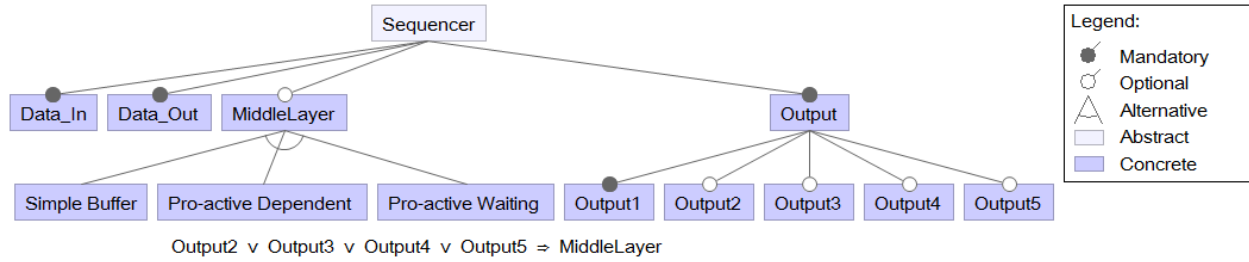 Sequencer
Legend:
Mandatory
Optional
Alternative
Abstract
Concrete
Data_In Data_Out MiddleLayer Output
Simple Buffer Pro-active Dependent Pro-active Waiting Output1 Output2 Output3 Output4 Output5
Output2 ∨ Output3 ∨ Output4 ∨ Output5 ⇒ MiddleLayer